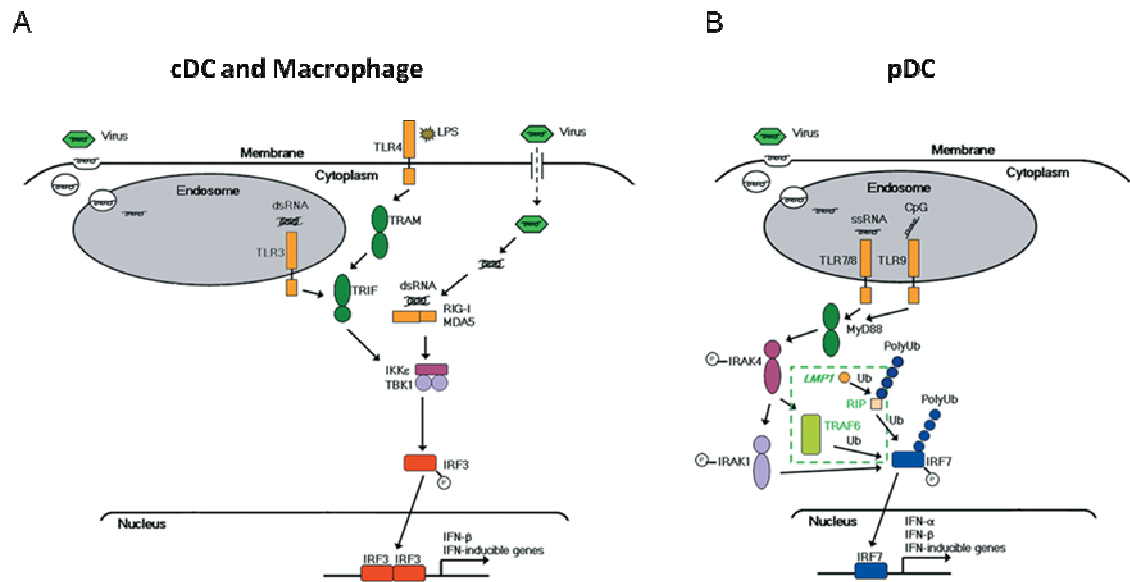 A
cDC and Macrophage
Virus
LPS
TLR4
Virus
Membrane
Cytoplasm
Endosome
dsRNA
TLR3
TRAM
TRIF
dsRNA
RIG-I
MDA5
IKKε
TBK1
IRF3
P
Nucleus
IFN-β
IFN-inducible genes
IRF3 IRF3
B
pDC
Virus
Membrane
Cytoplasm
Endosome
ssRNA
CpG
TLR7/8
TLR9
MyD88
PolyUb
P
IRAK4
LMP1
Ub
RIP
PolyUb
Ub
TRAF6
Ub
P
IRAK1
IRF7
P
Nucleus
IFN-α
IFN-β
IFN-inducible genes
IRF7